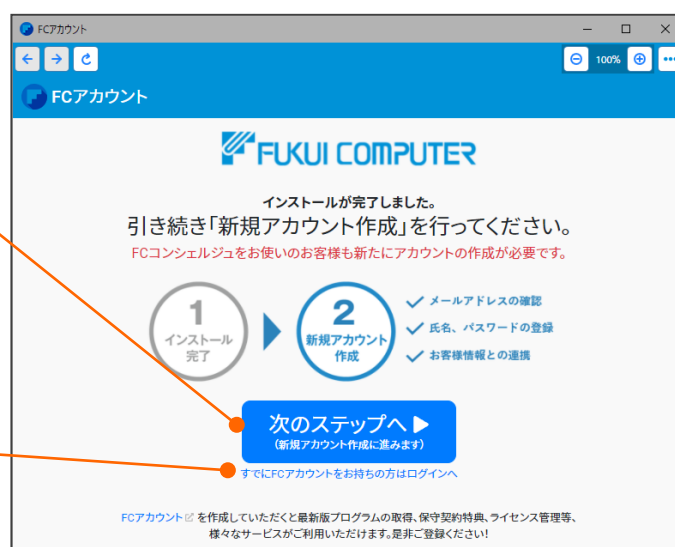 FCアカウント
100%
FCアカウント
FUKUI COMPUTER
インストールが完了しました。
引き続き「新規アカウント作成」を行ってください。
FCコンシェルジュをお使いのお客様も新たにアカウントの作成が必要です。
1
インストール
完了
2
新規アカウント
作成
メールアドレスの確認
氏名、パスワードの登録
お客様情報との連携
次のステップへ ▶
(新規アカウント作成に進みます)
すでにFCアカウントをお持ちの方はログインへ
FCアカウント を作成していただくと最新版プログラムの取得、保守契約特典、ライセンス管理等、
様々なサービスがご利用いただけます。是非ご登録ください!